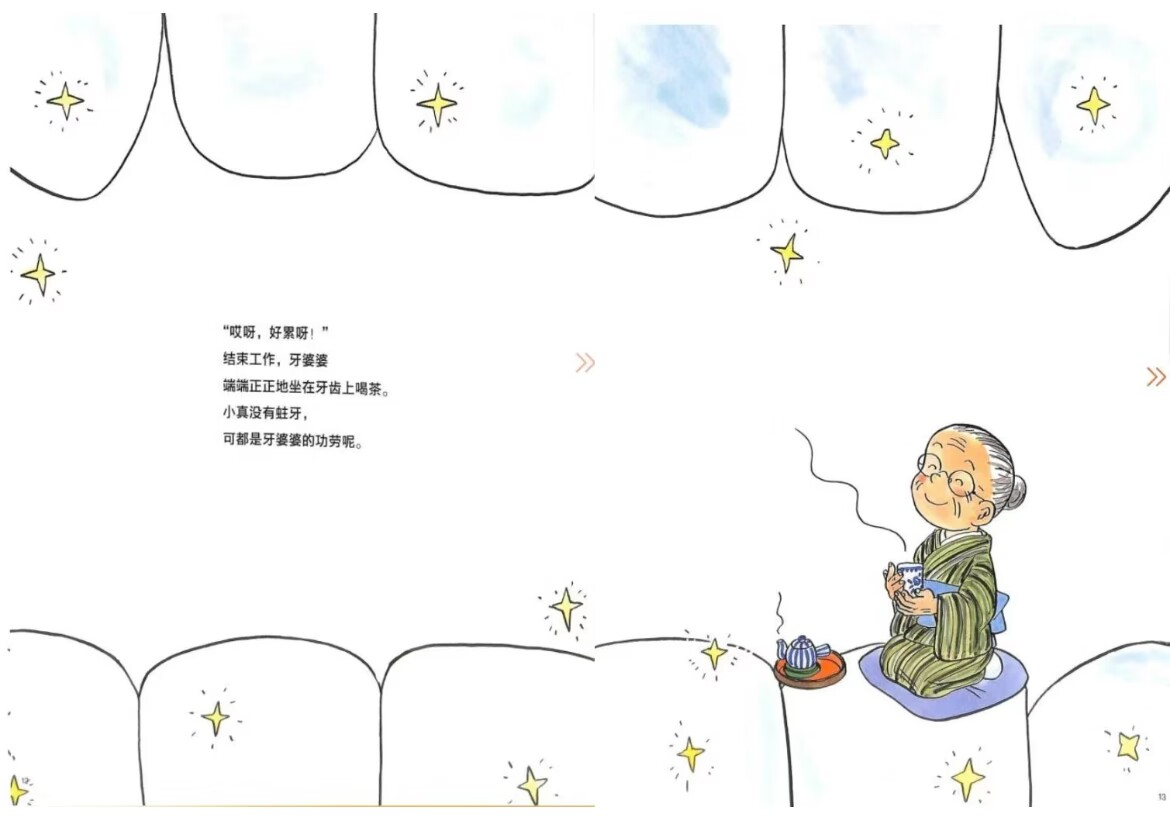 “哎呀，好累呀！”
结束工作，牙婆婆
端端正正地坐在牙齿上喝茶。
小真没有蛀牙，
可都是牙婆婆的功劳呢。
12
13